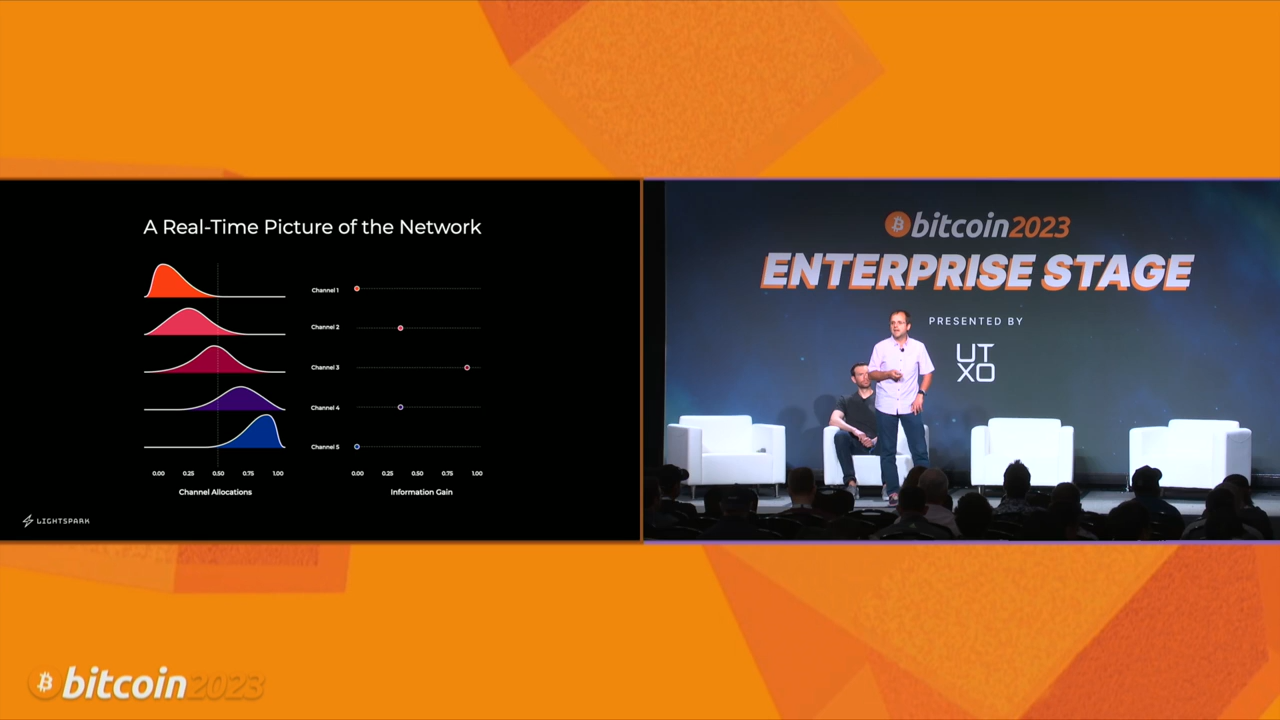 A Real-Time Picture of the Network
Channel 1
Channel 2
Channel 3
Channel 4
Channel 5
0.00 0.25 0.50 0.75 1.00
0.00 0.25 0.50 0.75 1.00
Channel Allocations
Information Gain
LIGHTSPARK
bitcoin2023
ENTERPRISE STAGE
PRESENTED BY
UT
XO
bitcoin2023